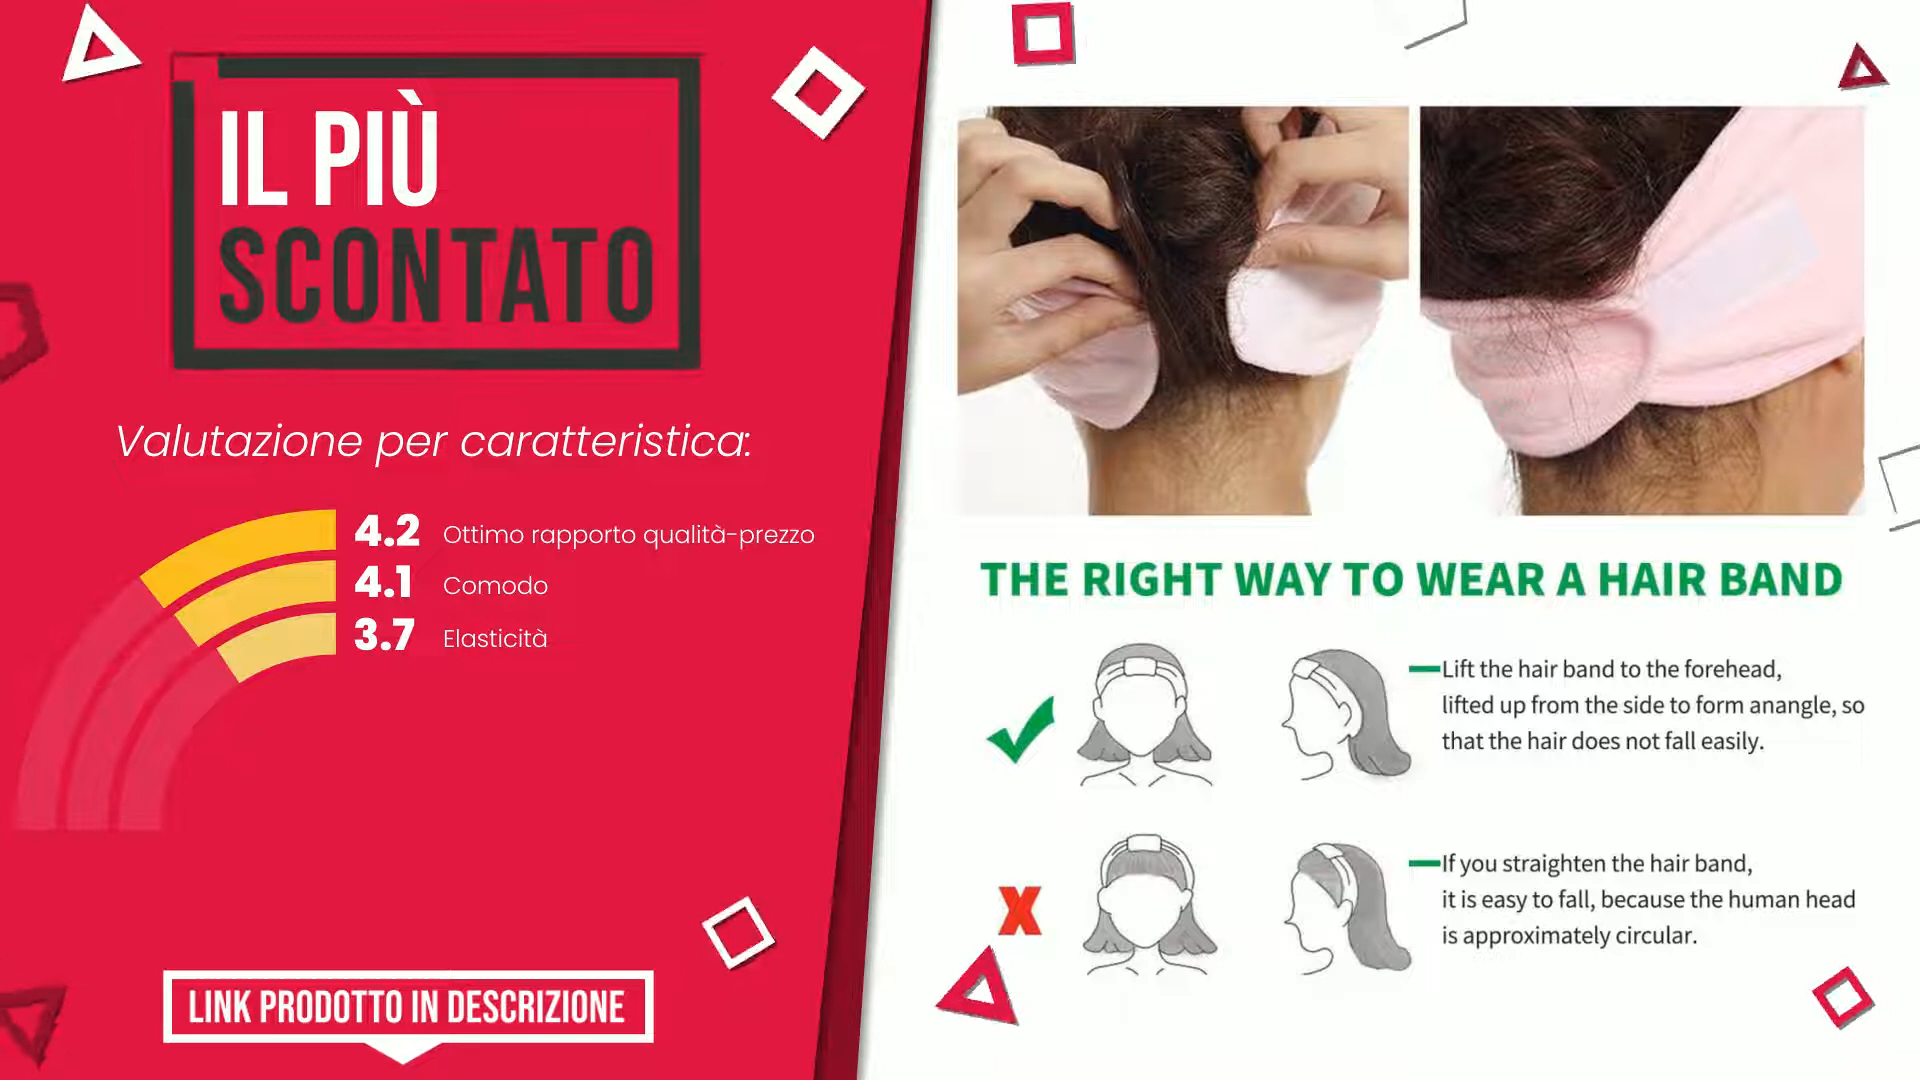 IL PIÙ
SCONTATO
Valutazione per caratteristica:
4.2 Ottimo rapporto qualità-prezzo
4.1 Comodo
3.7 Elasticità
LINK PRODOTTO IN DESCRIZIONE
THE RIGHT WAY TO WEAR A HAIR BAND
Lift the hair band to the forehead,
lifted up from the side to form anangle, so
that the hair does not fall easily.
X
If you straighten the hair band,
it is easy to fall, because the human head
is approximately circular.